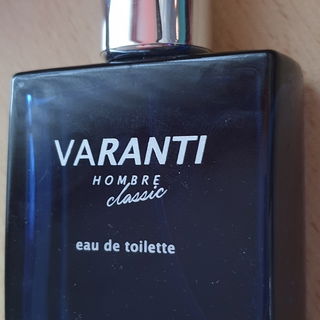 VARANTI
HOMBRE
classic
eau de toilette